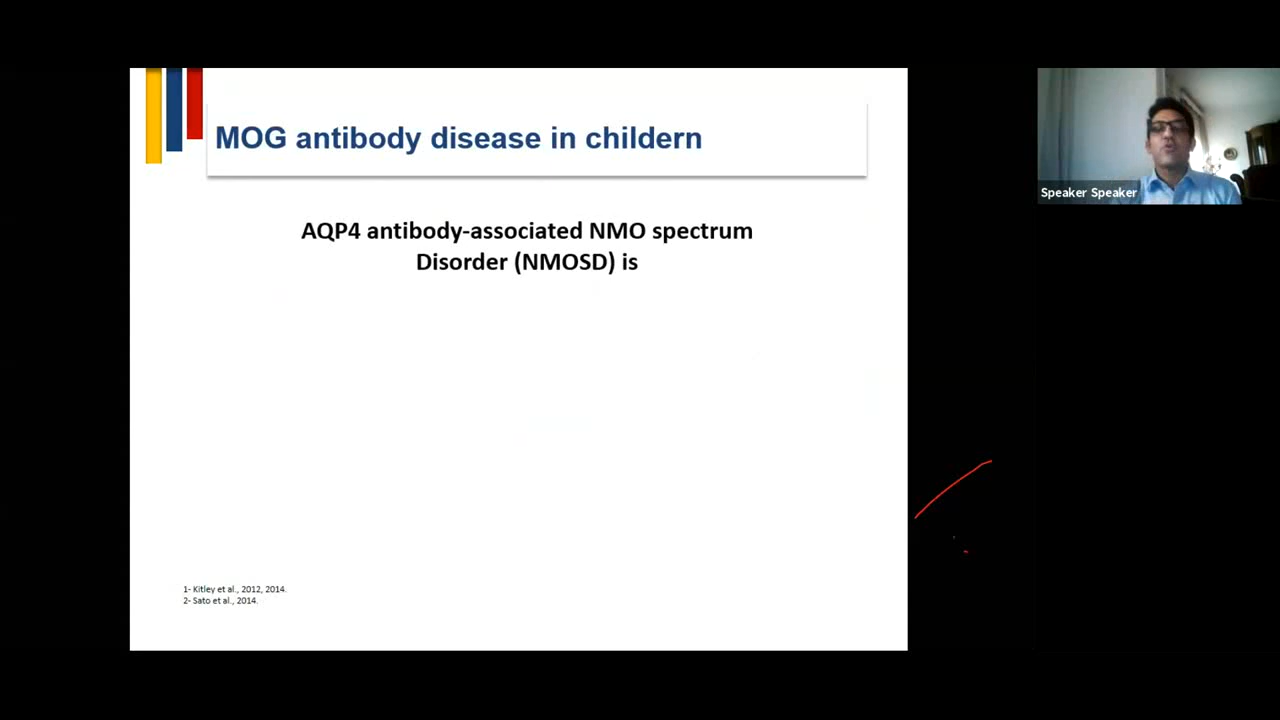 MOG antibody disease in childern
AQP4 antibody-associated NMO spectrum
Disorder (NMOSD) is
1- Kitley et al., 2012, 2014.
2- Sato et al., 2014.
Speaker Speaker